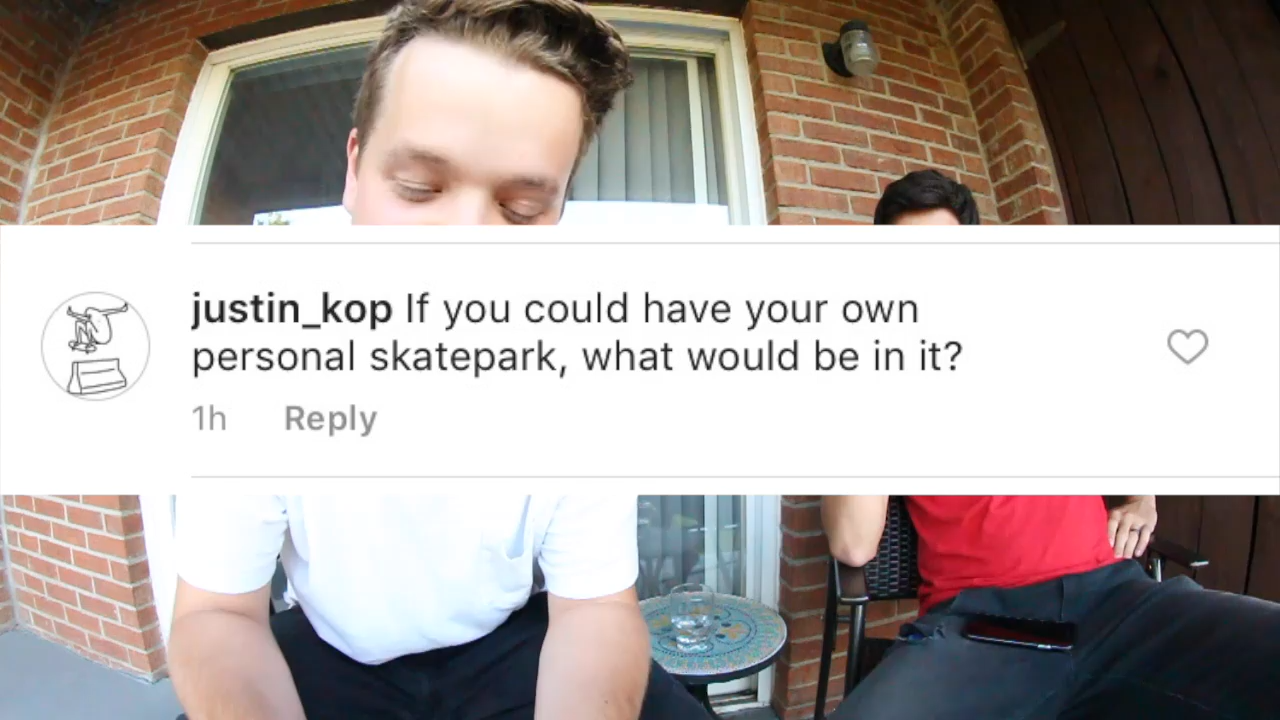 justin_kop If you could have your own
personal skatepark, what would be in it?
1h Reply